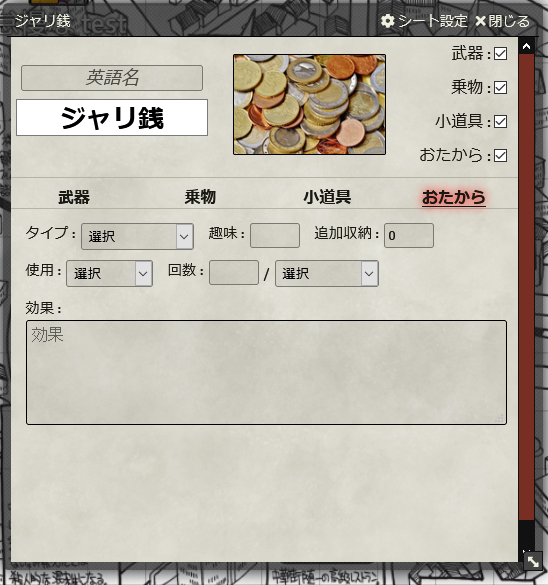 ジャリ銭 シート設定 閉じる
test
武器:
英語名
乗物:
ジャリ銭
小道具:
おたから:
武器 乗物 小道具 おたから
タイプ: 選択 趣味: 追加収納: 0
使用: 選択 回数: / 選択
効果:
効果